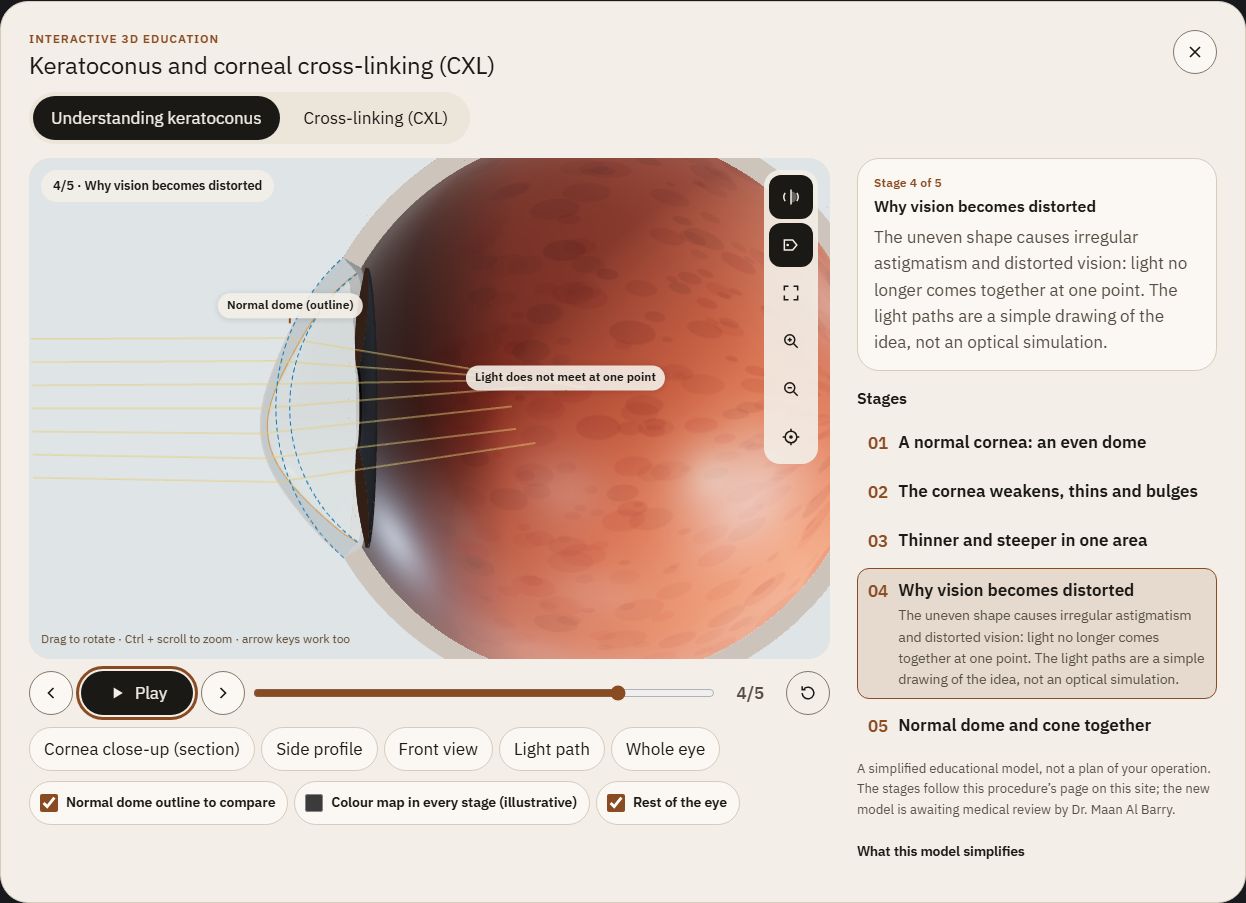 INTERACTIVE 3D EDUCATION
Keratoconus and corneal cross-linking (CXL)
Understanding keratoconus
Cross-linking (CXL)
4/5 · Why vision becomes distorted
Normal dome (outline)
Light does not meet at one point
Drag to rotate · Ctrl + scroll to zoom · arrow keys work too
Play
4/5
Cornea close-up (section)
Side profile
Front view
Light path
Whole eye
Normal dome outline to compare
Colour map in every stage (illustrative)
Rest of the eye
Stage 4 of 5
Why vision becomes distorted
The uneven shape causes irregular
astigmatism and distorted vision: light no
longer comes together at one point. The
light paths are a simple drawing of the
idea, not an optical simulation.
Stages
01 A normal cornea: an even dome
02 The cornea weakens, thins and bulges
03 Thinner and steeper in one area
04 Why vision becomes distorted
The uneven shape causes irregular astigmatism
and distorted vision: light no longer comes
together at one point. The light paths are a simple
drawing of the idea, not an optical simulation.
05 Normal dome and cone together
A simplified educational model, not a plan of your operation.
The stages follow this procedure’s page on this site; the new
model is awaiting medical review by Dr. Maan Al Barry.
What this model simplifies